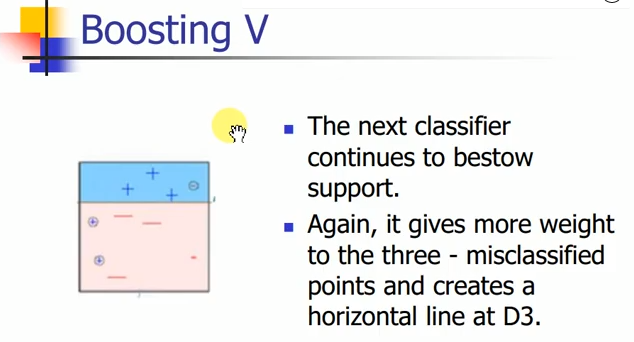 Boosting V
The next classifier
continues to bestow
support.
Again, it gives more weight
to the three - misclassified
points and creates a
horizontal line at D3.